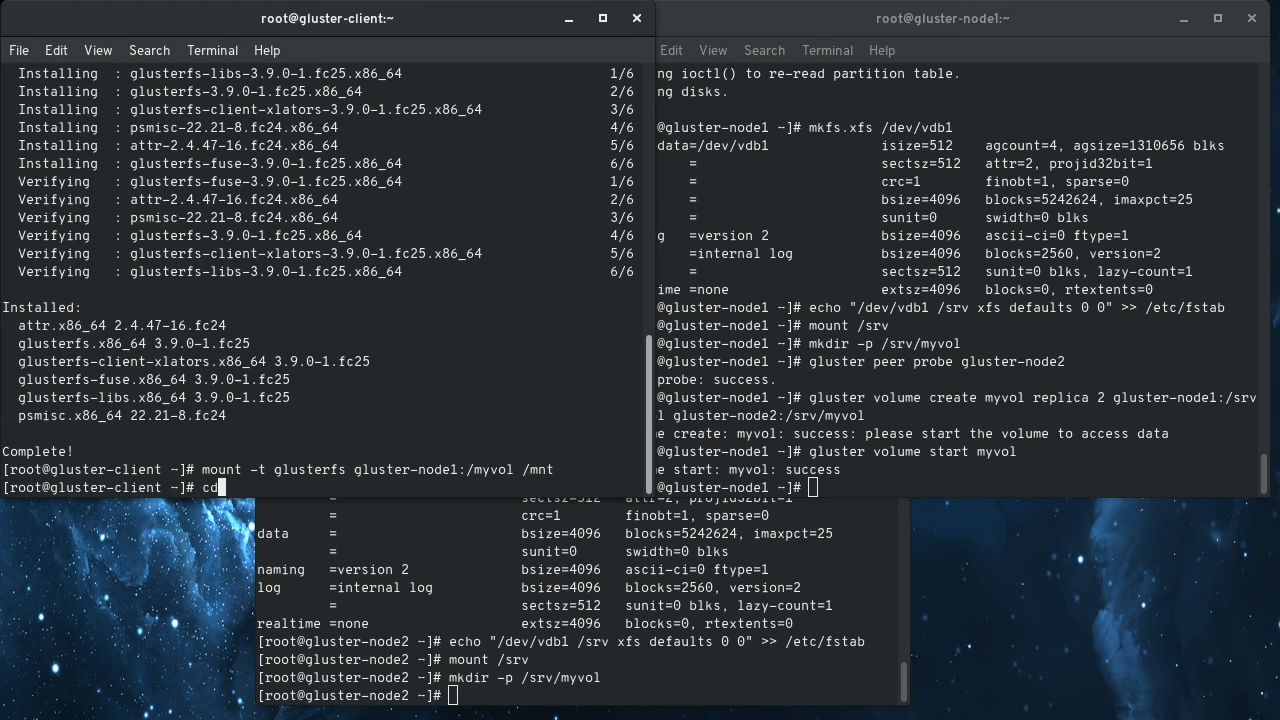 root@gluster-client:~
File Edit View Search Terminal Help
Installing : glusterfs-libs-3.9.0-1.fc25.x86_64 1/6
Installing : glusterfs-3.9.0-1.fc25.x86_64 2/6
Installing : glusterfs-client-xlators-3.9.0-1.fc25.x86_64 3/6
Installing : psmisc-22.21-8.fc24.x86_64 4/6
Installing : attr-2.4.47-16.fc24.x86_64 5/6
Installing : glusterfs-fuse-3.9.0-1.fc25.x86_64 6/6
Verifying : glusterfs-fuse-3.9.0-1.fc25.x86_64 1/6
Verifying : attr-2.4.47-16.fc24.x86_64 2/6
Verifying : psmisc-22.21-8.fc24.x86_64 3/6
Verifying : glusterfs-3.9.0-1.fc25.x86_64 4/6
Verifying : glusterfs-client-xlators-3.9.0-1.fc25.x86_64 5/6
Verifying : glusterfs-libs-3.9.0-1.fc25.x86_64 6/6
Installed:
attr.x86_64 2.4.47-16.fc24
glusterfs.x86_64 3.9.0-1.fc25
glusterfs-client-xlators.x86_64 3.9.0-1.fc25
glusterfs-fuse.x86_64 3.9.0-1.fc25
glusterfs-libs.x86_64 3.9.0-1.fc25
psmisc.x86_64 22.21-8.fc24
Complete!
[root@gluster-client ~]# mount -t glusterfs gluster-node1:/myvol /mnt
[root@gluster-client ~]# cd
root@gluster-node1:~
Edit View Search Terminal Help
ng ioctl() to re-read partition table.
ng disks.
@gluster-node1 ~]# mkfs.xfs /dev/vdb1
data=/dev/vdb1 isize=512 agcount=4, agsize=1310656 blks
= sectsz=512 attr=2, projid32bit=1
= crc=1 finobt=1, sparse=0
= bsize=4096 blocks=5242624, imaxpct=25
= sunit=0 swidth=0 blks
g =version 2 bsize=4096 ascii-ci=0 ftype=1
=internal log bsize=4096 blocks=2560, version=2
= sectsz=512 sunit=0 blks, lazy-count=1
ime =none extsz=4096 blocks=0, rtextents=0
@gluster-node1 ~]# echo "/dev/vdb1 /srv xfs defaults 0 0" >> /etc/fstab
@gluster-node1 ~]# mount /srv
@gluster-node1 ~]# mkdir -p /srv/myvol
@gluster-node1 ~]# gluster peer probe gluster-node2
probe: success.
@gluster-node1 ~]# gluster volume create myvol replica 2 gluster-node1:/srv
l gluster-node2:/srv/myvol
e create: myvol: success: please start the volume to access data
@gluster-node1 ~]# gluster volume start myvol
e start: myvol: success
@gluster-node1 ~]#
= sectsz=512 attr=2, projid32bit=1
= crc=1 finobt=1, sparse=0
data = bsize=4096 blocks=5242624, imaxpct=25
= sunit=0 swidth=0 blks
naming =version 2 bsize=4096 ascii-ci=0 ftype=1
log =internal log bsize=4096 blocks=2560, version=2
= sectsz=512 sunit=0 blks, lazy-count=1
realtime =none extsz=4096 blocks=0, rtextents=0
[root@gluster-node2 ~]# echo "/dev/vdb1 /srv xfs defaults 0 0" >> /etc/fstab
[root@gluster-node2 ~]# mount /srv
[root@gluster-node2 ~]# mkdir -p /srv/myvol
[root@gluster-node2 ~]#